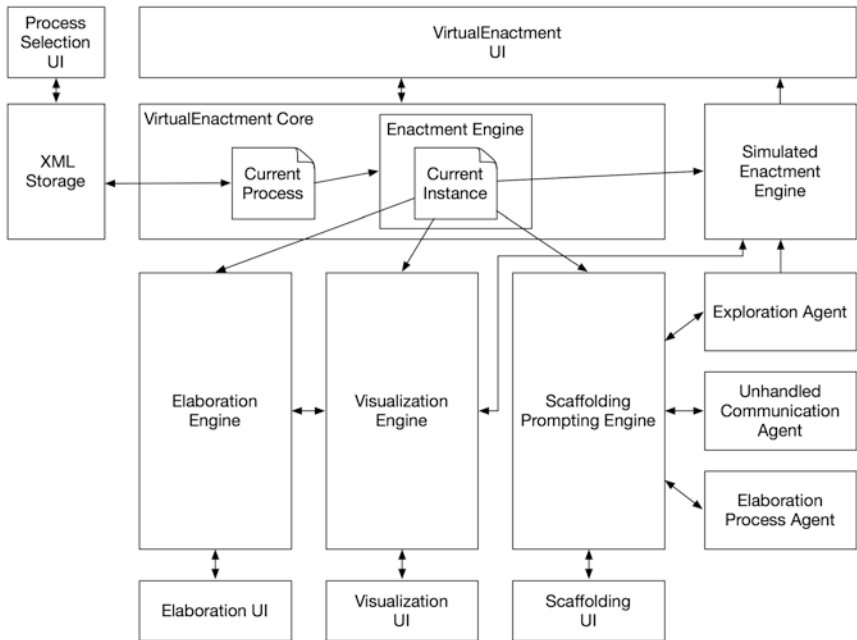 Process
Selection
UI
VirtualEnactment
UI
XML
Storage
VirtualEnactment Core
Current
Process
Enactment Engine
Current
Instance
Simulated
Enactment
Engine
Elaboration
Engine
Visualization
Engine
Scaffolding
Prompting Engine
Exploration Agent
Unhandled
Communication
Agent
Elaboration
Process Agent
Elaboration UI
Visualization
UI
Scaffolding
UI